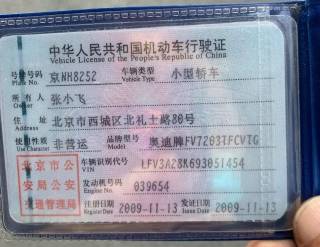 中华人民共和国机动车行驶证
Vehicle License of the People's Republic of China
号牌号码 京NH8252 车辆类型 小型轿车
Plate No. Vehicle Type
所有人 张小飞
Owner
住址 北京市西城区北礼士路80号
Address
使用性质 非营运 品牌型号 奥迪牌FV7203TFCVTG
Use Character Model
北京市公安局公安交通管理局
车辆识别代号 LFV3A28K693051454
VIN
发动机号码 039654
Engine No.
注册日期 2009-11-13 发证日期 2009-11-13
Register Date Issue Date